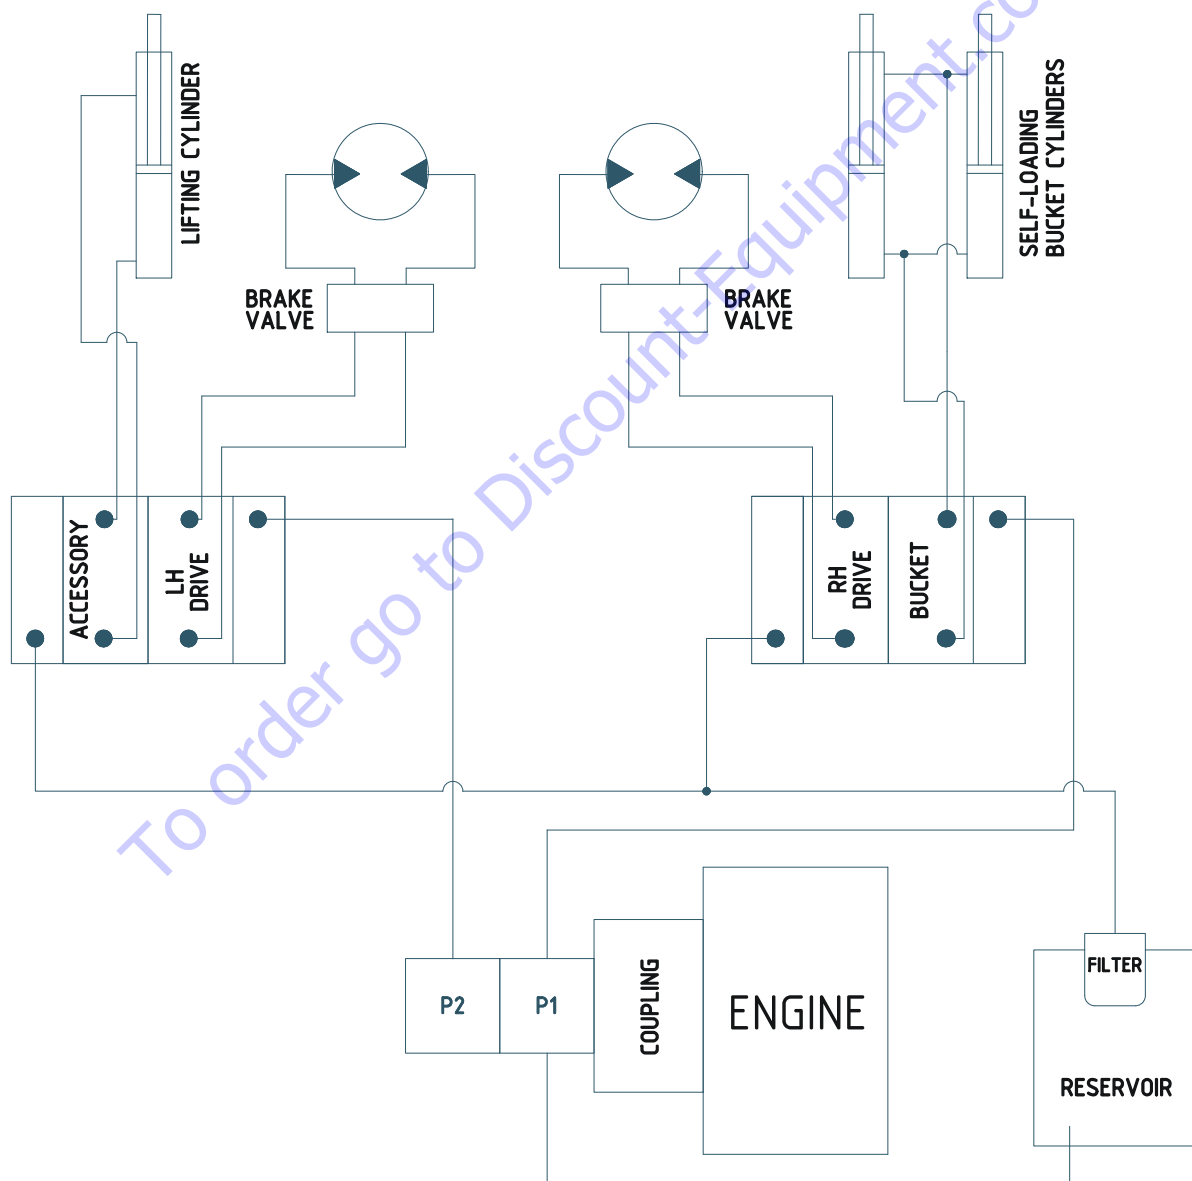 LIFTING CYLINDER
SELF-LOADING
BUCKET CYLINDERS
BRAKE
VALVE
BRAKE
VALVE
ACCESSORY
LH
DRIVE
RH
DRIVE
BUCKET
To order go to Discount-Equipment.co
P2
P1
COUPLING
ENGINE
FILTER
RESERVOIR